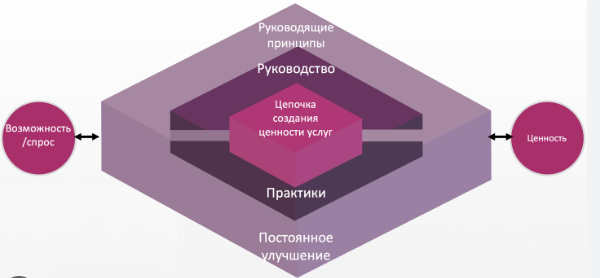 Руководящие
принципы
Руководство
Цепочка
создания
ценности услуг
Возможность
/спрос
Ценность
Практики
Постоянное
улучшение